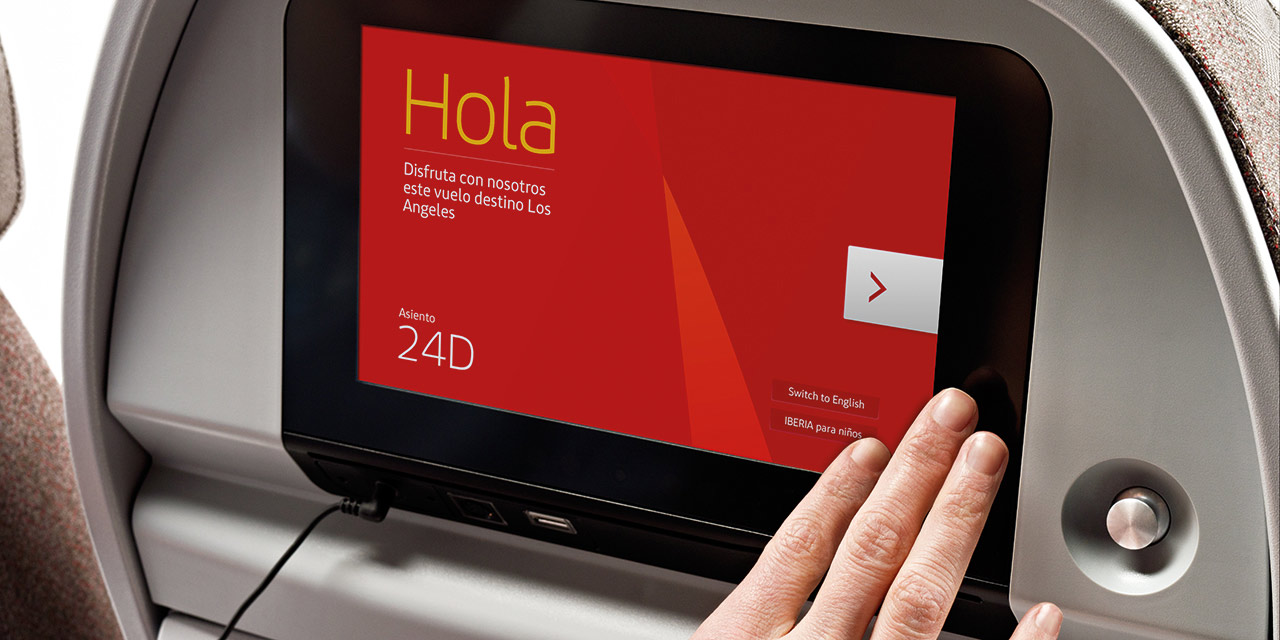 Hola
Disfruta con nosotros
este vuelo destino Los
Angeles
Asiento
24D
Switch to English
IBERIA para niños